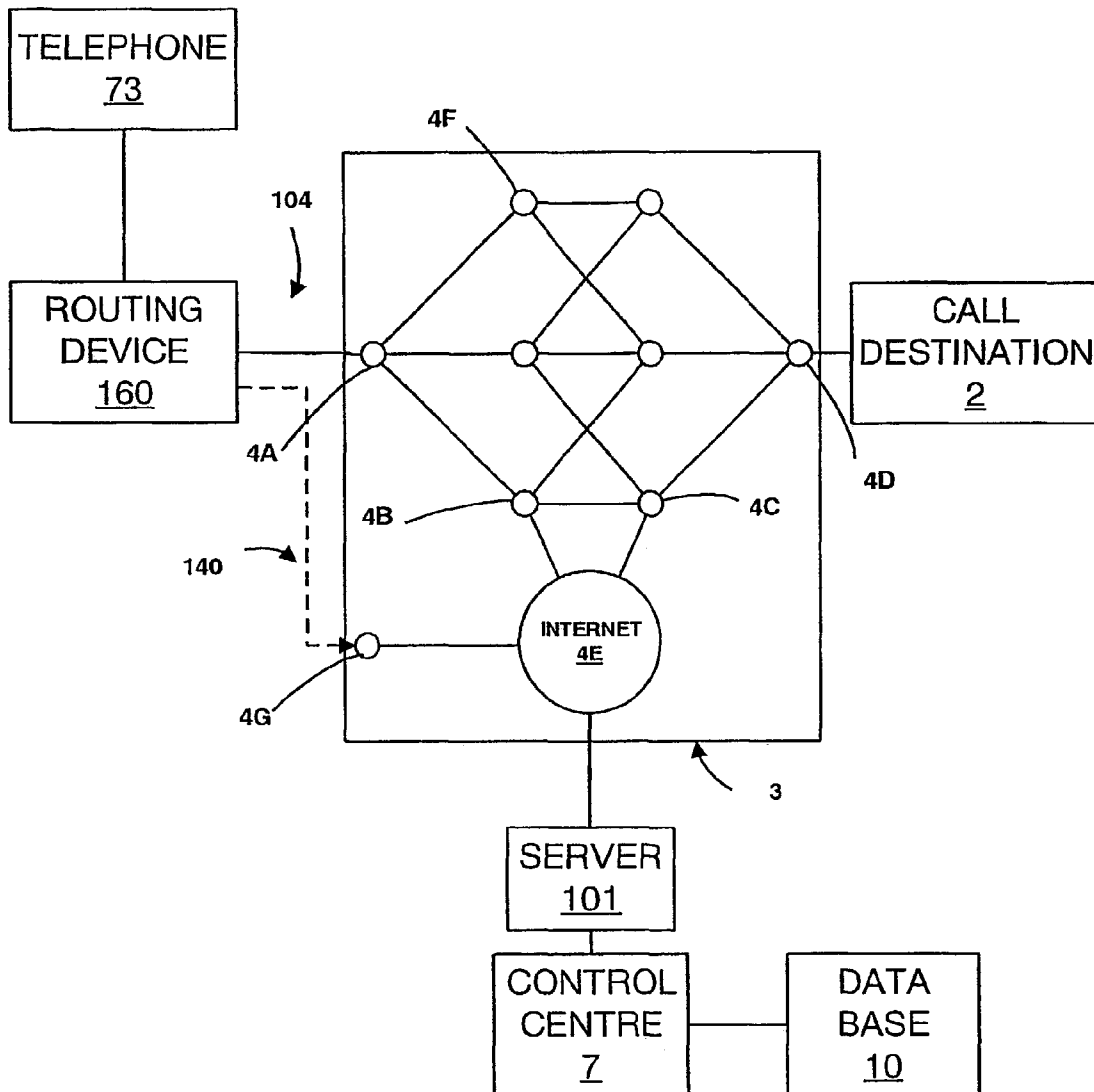 TELEPHONE
73
4F
104
ROUTING
DEVICE
160
CALL
DESTINATION
2
4A
4D
4B
4C
140
INTERNET
4E
4G
3
SERVER
101
CONTROL
CENTRE
7
DATA
BASE
10